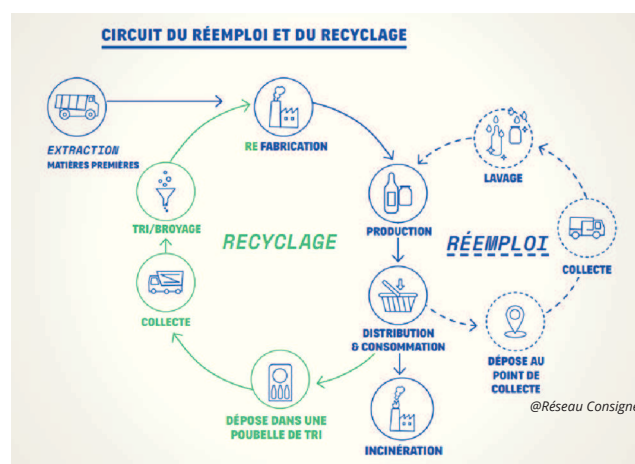 CIRCUIT DU RÉEMPLOI ET DU RECYCLAGE
EXTRACTION
MATIÈRES PREMIÈRES
RE FABRICATION
LAVAGE
TRI/BROYAGE
RECYCLAGE
PRODUCTION
RÉEMPLOI
COLLECTE
COLLECTE
DISTRIBUTION
& CONSOMMATION
DÉPOSE AU
POINT DE
COLLECTE
DÉPOSE DANS UNE
POUBELLE DE TRI
@Réseau Consigne
INCINÉRATION